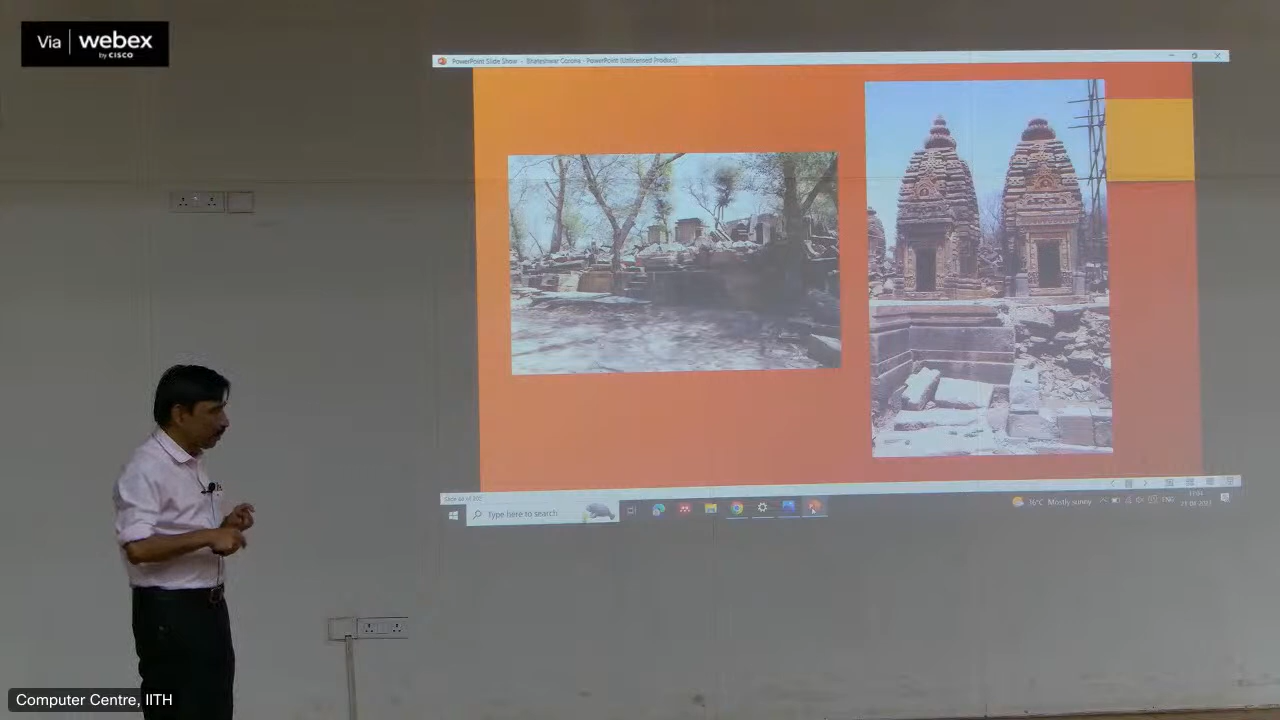 Via webex
by CISCO
PowerPoint Slide Show - Bhateshwar Corona - PowerPoint (Unlicensed Product)
Type here to search
36°C Mostly sunny
ENG
Computer Centre, IITH